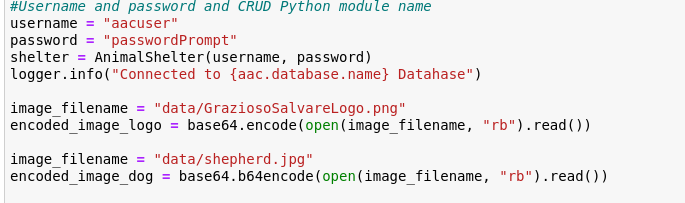 #Username and password and CRUD Python module name
username = "aacuser"
password = "passwordPrompt"
shelter = AnimalShelter(username, password)
logger.info("Connected to {aac.database.name} Datahase")
image_filename = "data/GraziosoSalvareLogo.png"
encoded_image_logo = base64.encode(open(image_filename, "rb").read())
image_filename = "data/shepherd.jpg"
encoded_image_dog = base64.b64encode(open(image_filename, "rb").read())